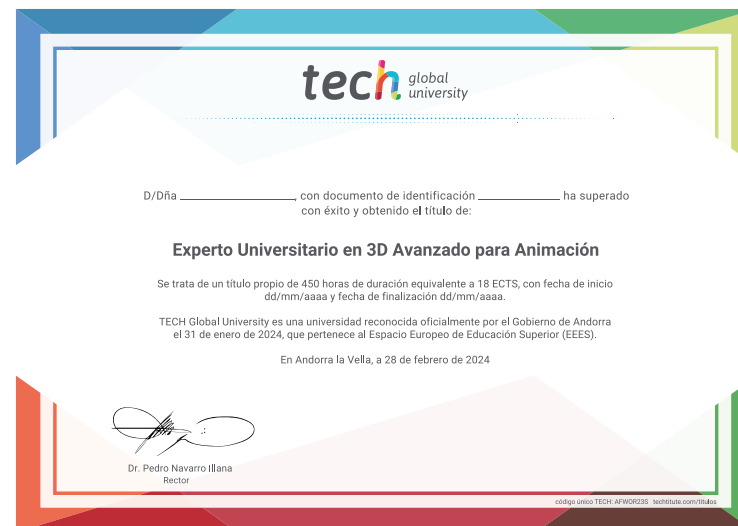 tech global university
D/Dña ____________, con documento de identificación ____________ ha superado
con éxito y obtenido el título de:
Experto Universitario en 3D Avanzado para Animación
Se trata de un título propio de 450 horas de duración equivalente a 18 ECTS, con fecha de inicio
dd/mm/aaaa y fecha de finalización dd/mm/aaaa.
TECH Global University es una universidad reconocida oficialmente por el Gobierno de Andorra
el 31 de enero de 2024, que pertenece al Espacio Europeo de Educación Superior (EEES).
En Andorra la Vella, a 28 de febrero de 2024
Dr. Pedro Navarro Illana
Rector
código único TECH: AFWOR23S techtitute.com/titulos